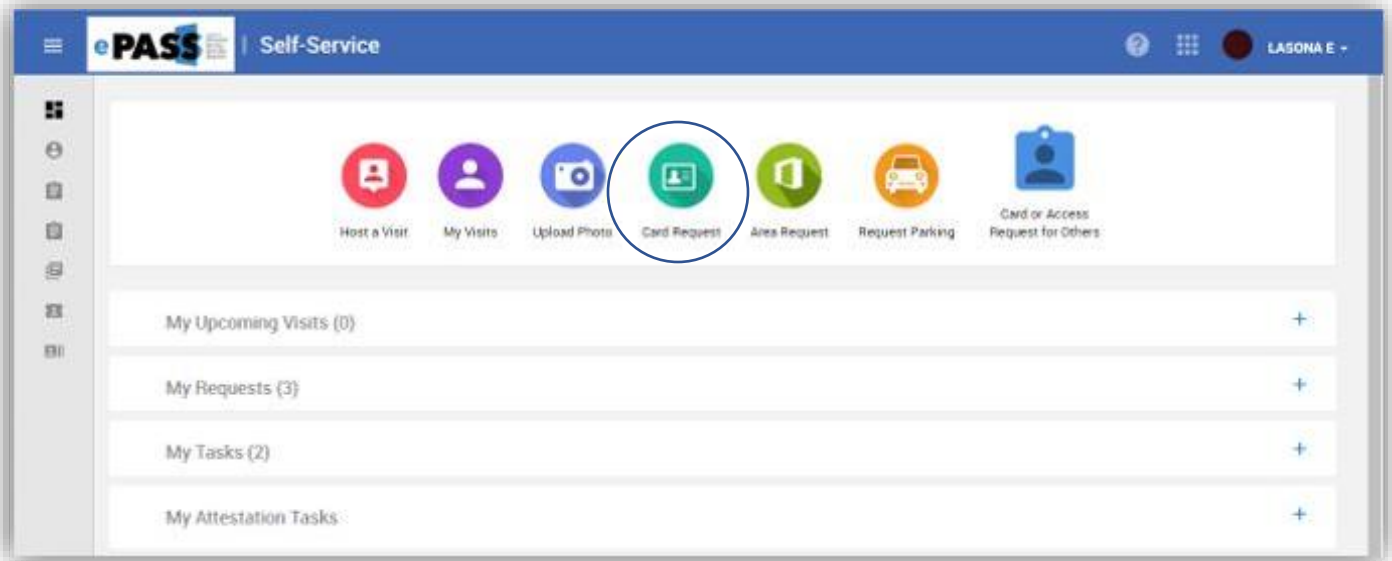 ePASS | Self-Service
LASONA E
Host a Visit
My Visits
Upload Photo
Card Request
Area Request
Request Parking
Card or Access
Request for Others
My Upcoming Visits (0)
My Requests (3)
My Tasks (2)
My Attestation Tasks